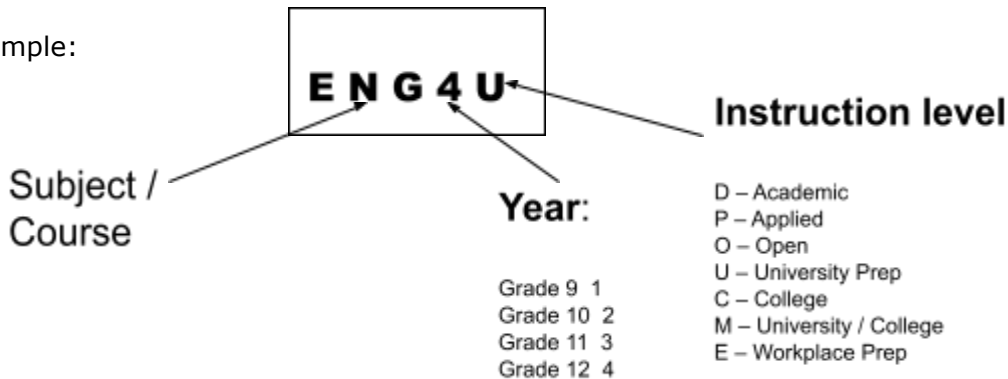 mple:
E N G 4 U
Subject /
Course
Year:
Grade 9 1
Grade 10 2
Grade 11 3
Grade 12 4
Instruction level
D – Academic
P – Applied
O – Open
U – University Prep
C – College
M – University / College
E – Workplace Prep